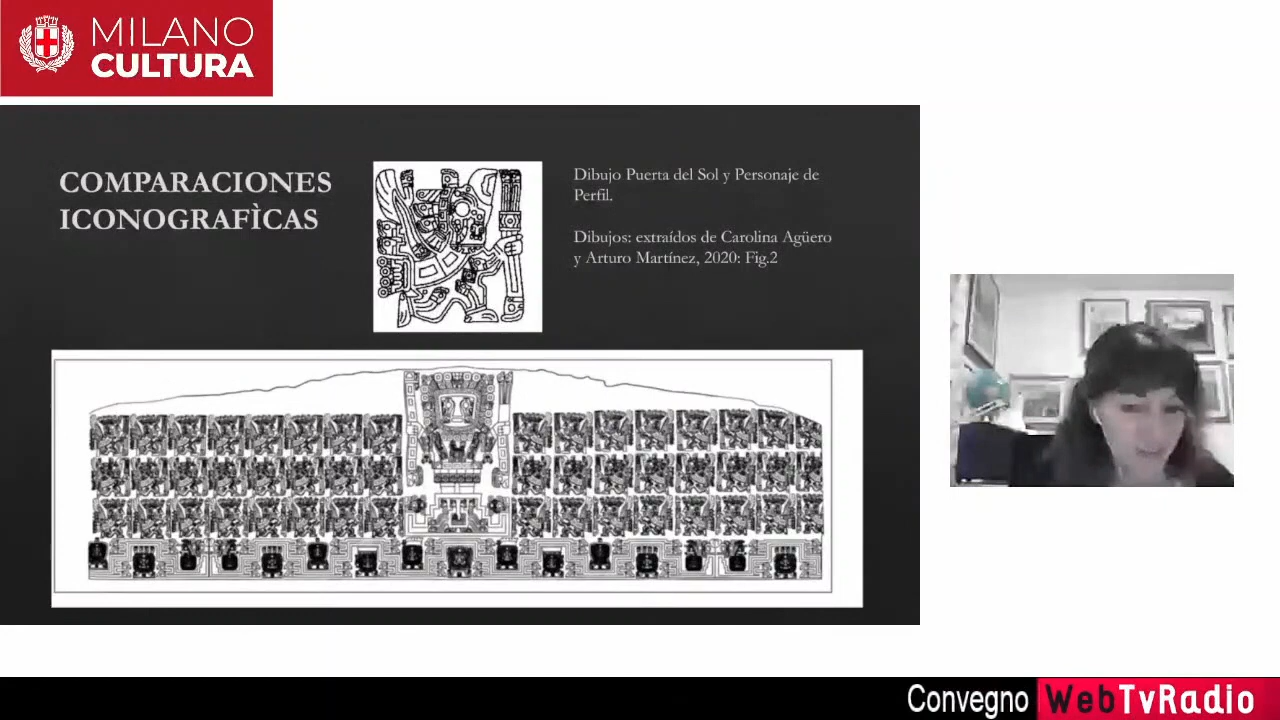 MILANO
CULTURA
COMPARACIONES
ICONOGRAFÌCAS
Dibujo Puerta del Sol y Personaje de
Perfil.
Dibujos: extraídos de Carolina Agüero
y Arturo Martínez, 2020: Fig.2
Convegno WebTvRadio